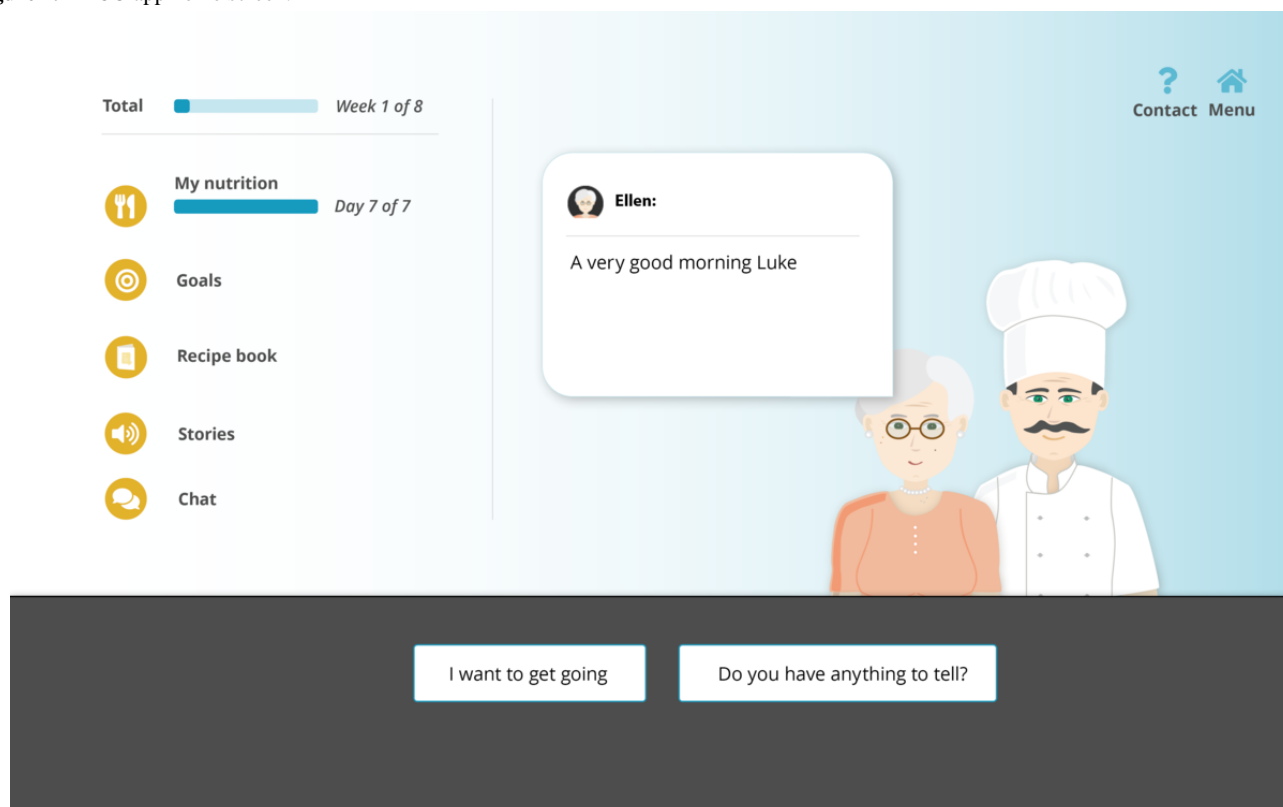 Total Week 1 of 8
Contact Menu
My nutrition
Day 7 of 7
Goals
Recipe book
Stories
Chat
Ellen:
A very good morning Luke
I want to get going
Do you have anything to tell?